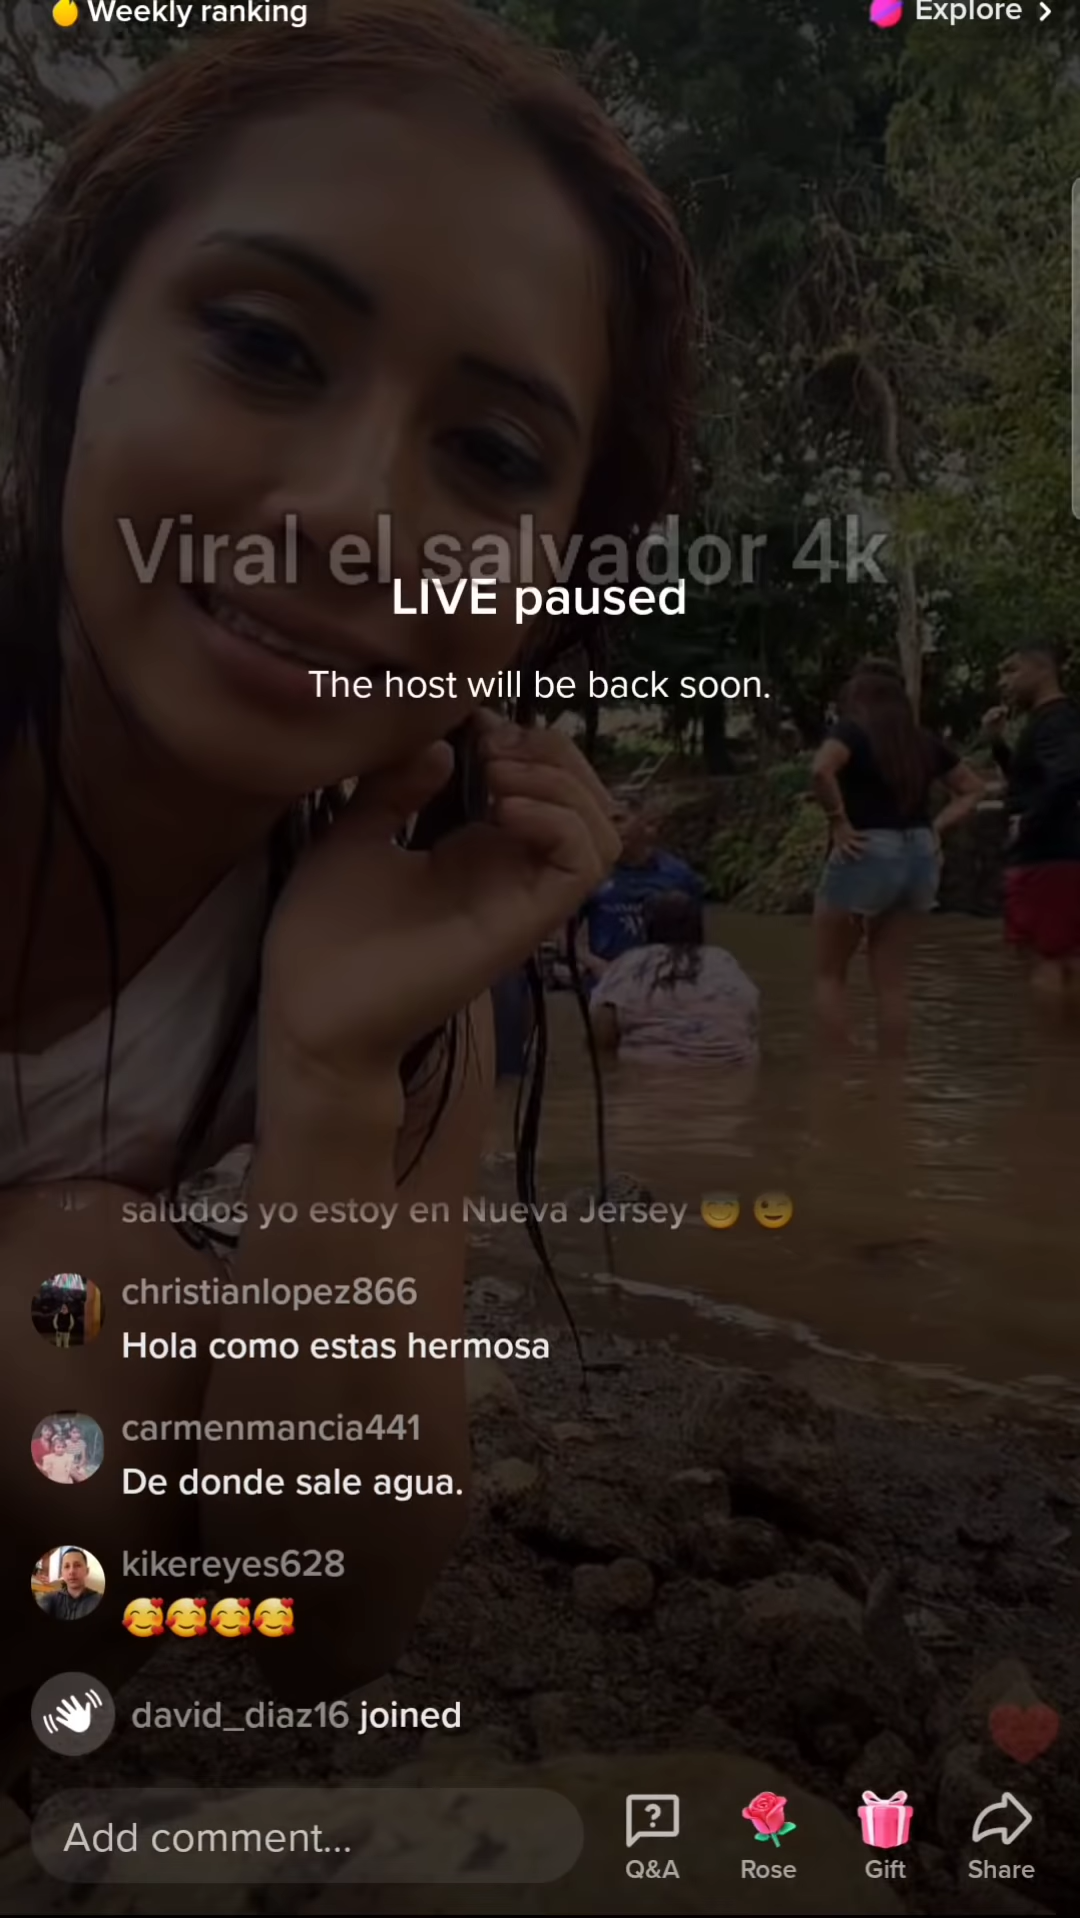 Weekly ranking
Explore >
Viral el salvador 4k
LIVE paused
The host will be back soon.
saludos yo estoy en Nueva Jersey 😇 😉
christianlopez866
Hola como estas hermosa
carmenmancia441
De donde sale agua.
kikereyes628
🥰🥰🥰🥰
david_diaz16 joined
Add comment...
Q&A
Rose
Gift
Share